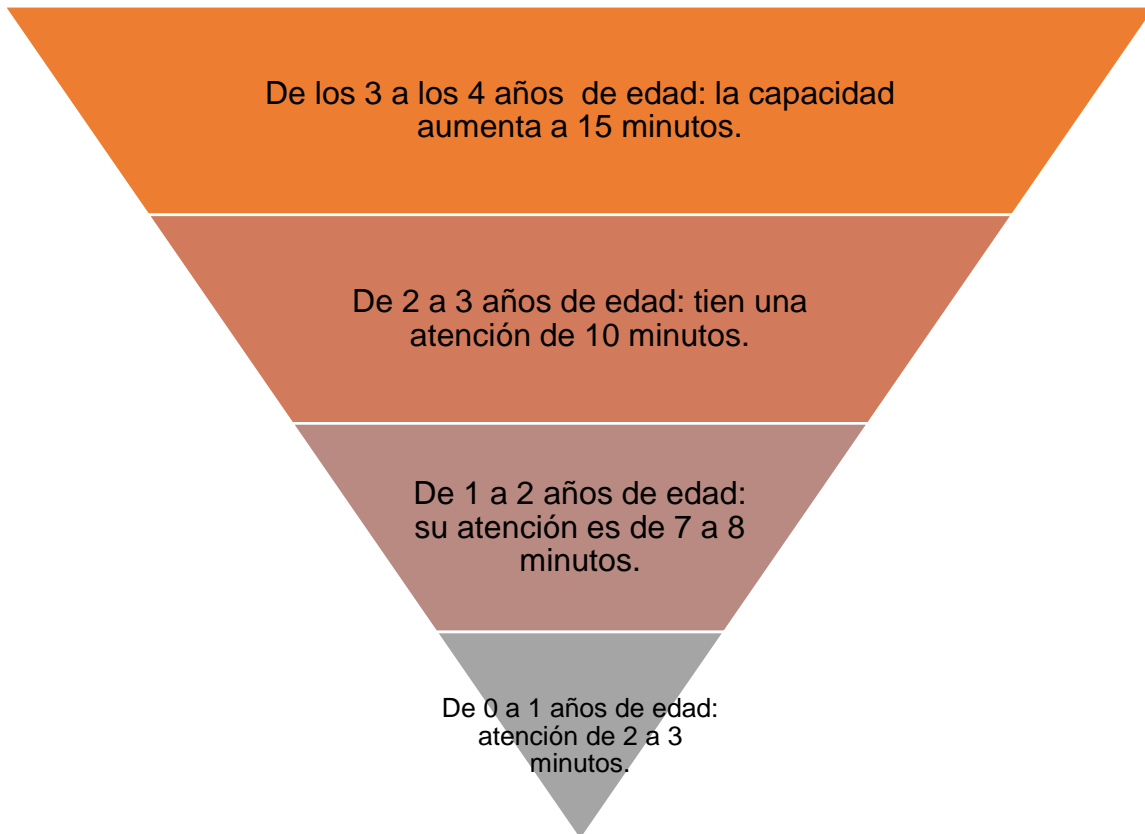 De los 3 a los 4 años  de edad: la capacidad
aumenta a 15 minutos.
De 2 a 3 años de edad: tien una
atención de 10 minutos.
De 1 a 2 años de edad:
su atención es de 7 a 8
minutos.
De 0 a 1 años de edad:
atención de 2 a 3
minutos.